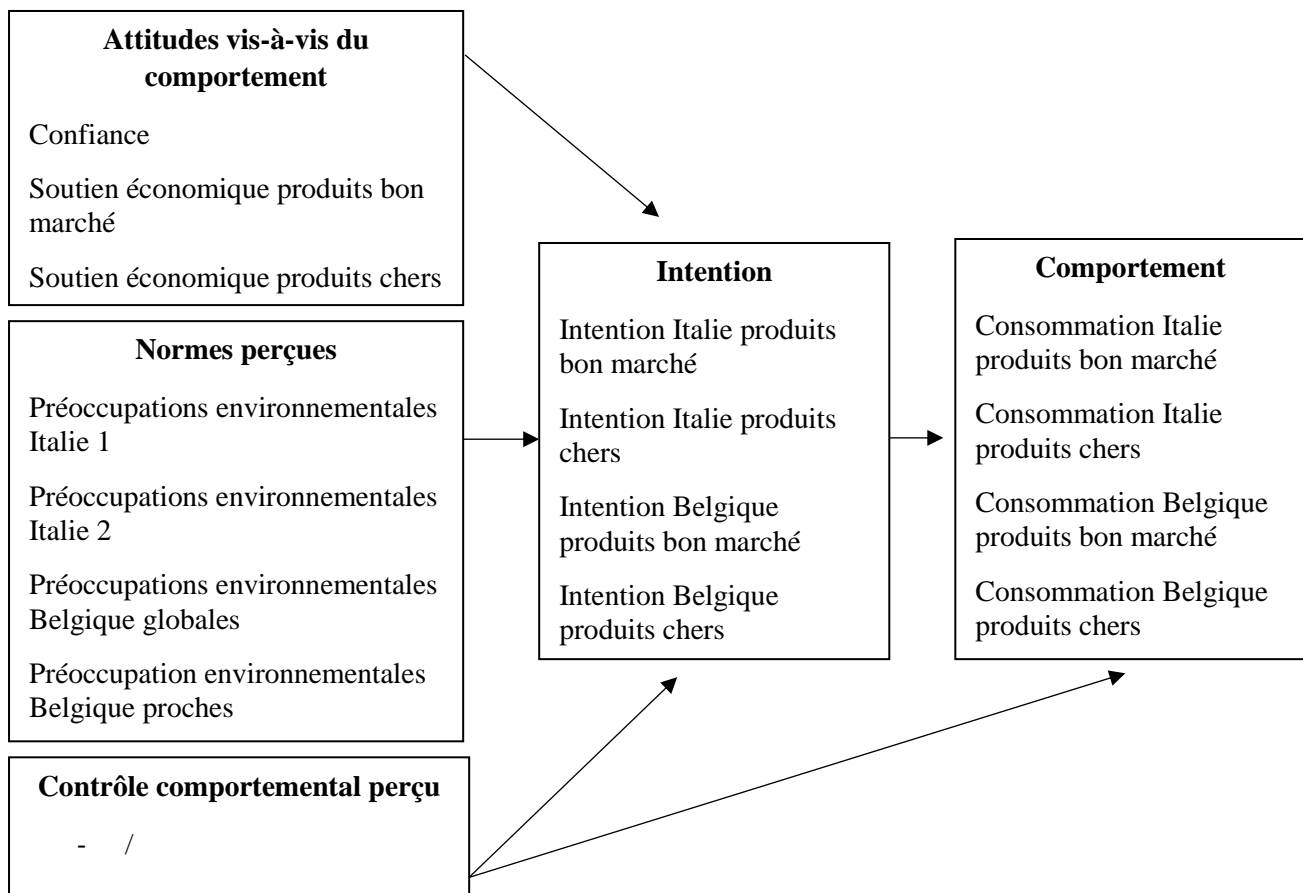 Attitudes vis-à-vis du
comportement
Confiance
Soutien économique produits bon
marché
Soutien économique produits chers
Normes perçues
Préoccupations environnementales
Italie 1
Préoccupations environnementales
Italie 2
Préoccupations environnementales
Belgique globales
Préoccupation environnementales
Belgique proches
Contrôle comportemental perçu
- /
Intention
Intention Italie produits
bon marché
Intention Italie produits
chers
Intention Belgique
produits bon marché
Intention Belgique
produits chers
Comportement
Consommation Italie
produits bon marché
Consommation Italie
produits chers
Consommation Belgique
produits bon marché
Consommation Belgique
produits chers